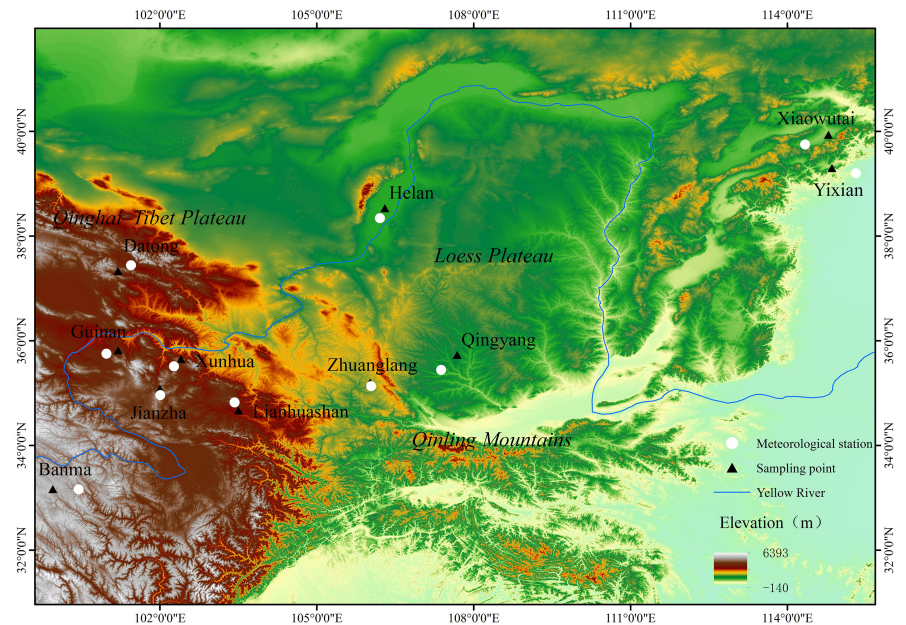 102°0'0"E 105°0'0"E 108°0'0"E 111°0'0"E 114°0'0"E
40°0'0"N 40°0'0"N
Xiaowutai
Yixian
Helan
38°0'0"N 38°0'0"N
Qinghai-Tibet Plateau
Datong
Loess Plateau
36°0'0"N 36°0'0"N
Guinan
Xunhua
Zhuanglang
Qingyang
Jianzha
Lianhuashan
34°0'0"N 34°0'0"N
Qinling Mountains
Banma
Meteorological station
Sampling point
Yellow River
Elevation（m）
6393
-140
32°0'0"N 32°0'0"N
102°0'0"E 105°0'0"E 108°0'0"E 111°0'0"E 114°0'0"E